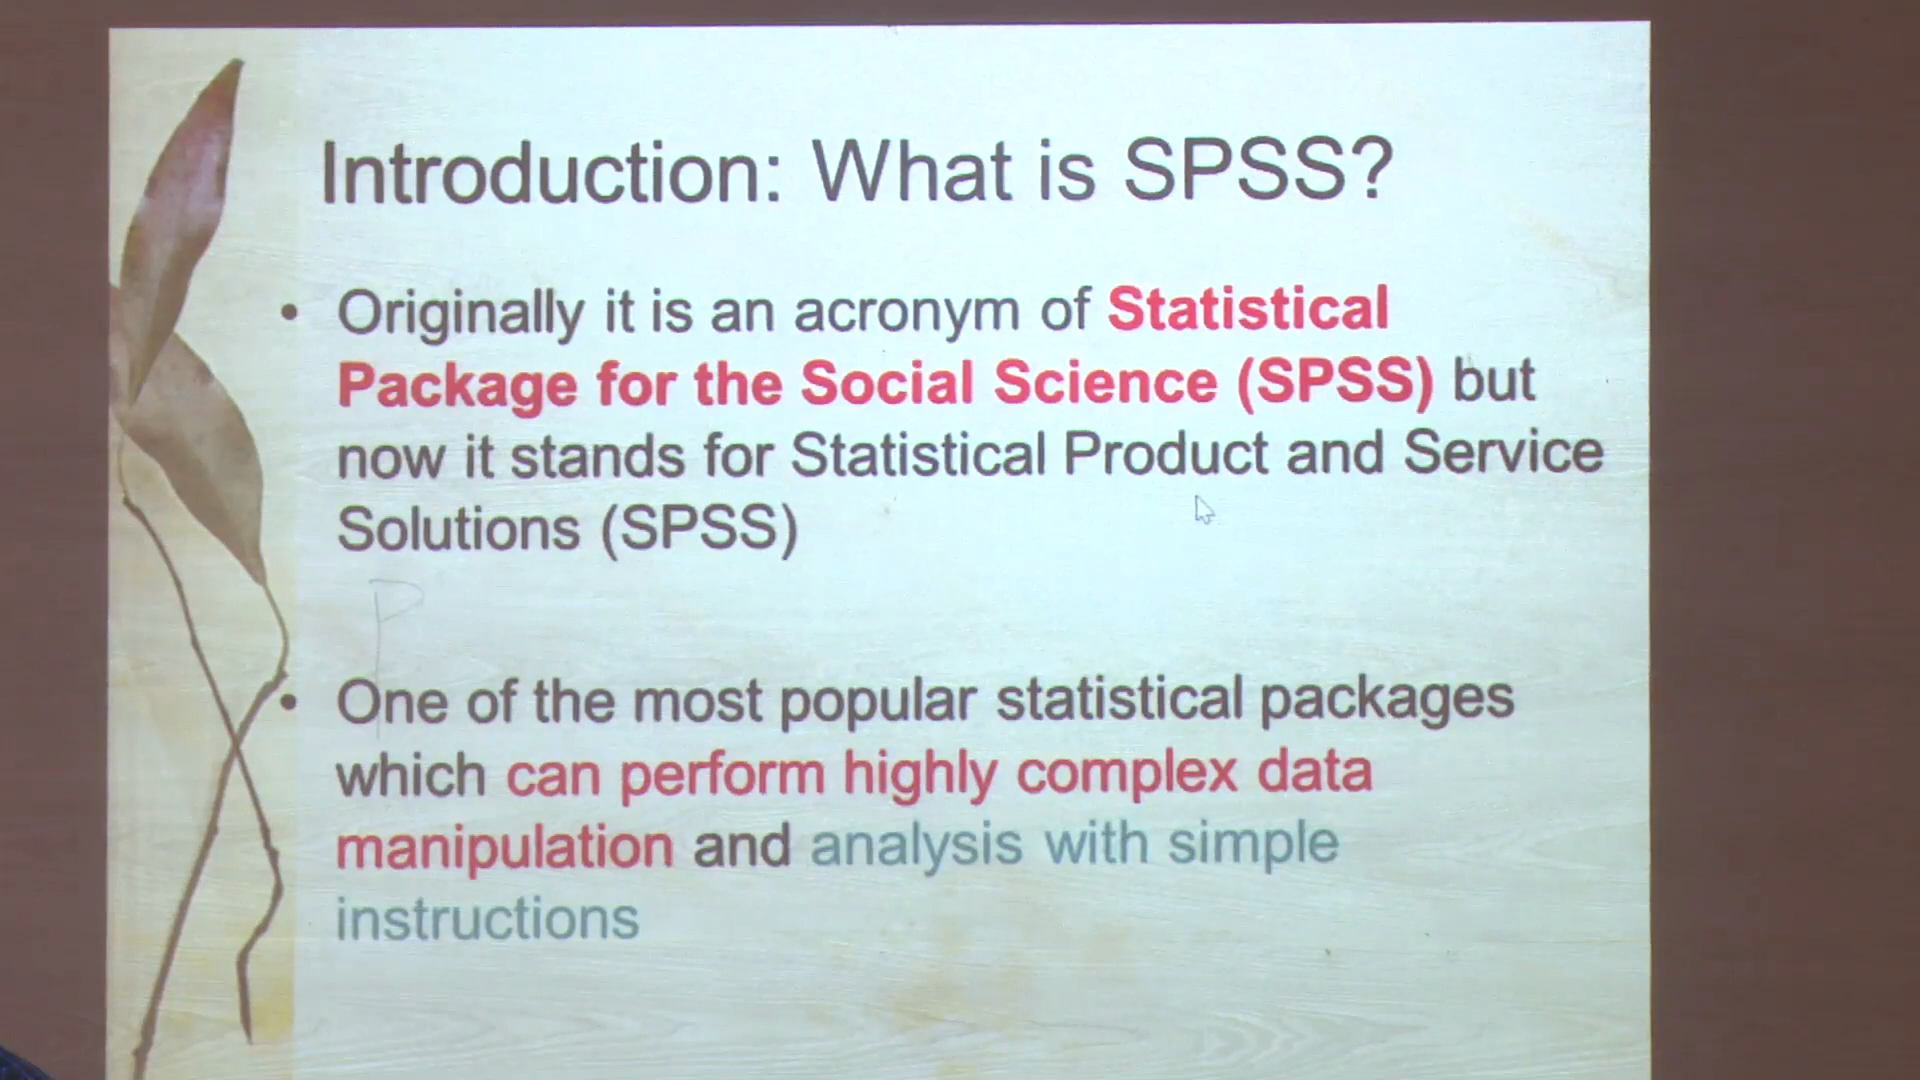 Introduction: What is SPSS?
• Originally it is an acronym of Statistical
Package for the Social Science (SPSS) but
now it stands for Statistical Product and Service
Solutions (SPSS)
P
• One of the most popular statistical packages
which can perform highly complex data
manipulation and analysis with simple
instructions